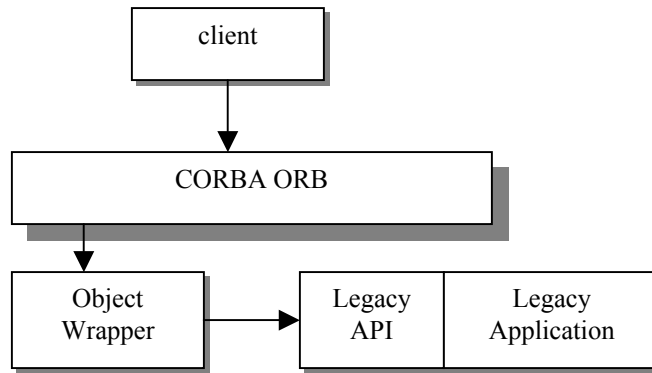 client
CORBA ORB
Object
Wrapper
Legacy
API
Legacy
Application